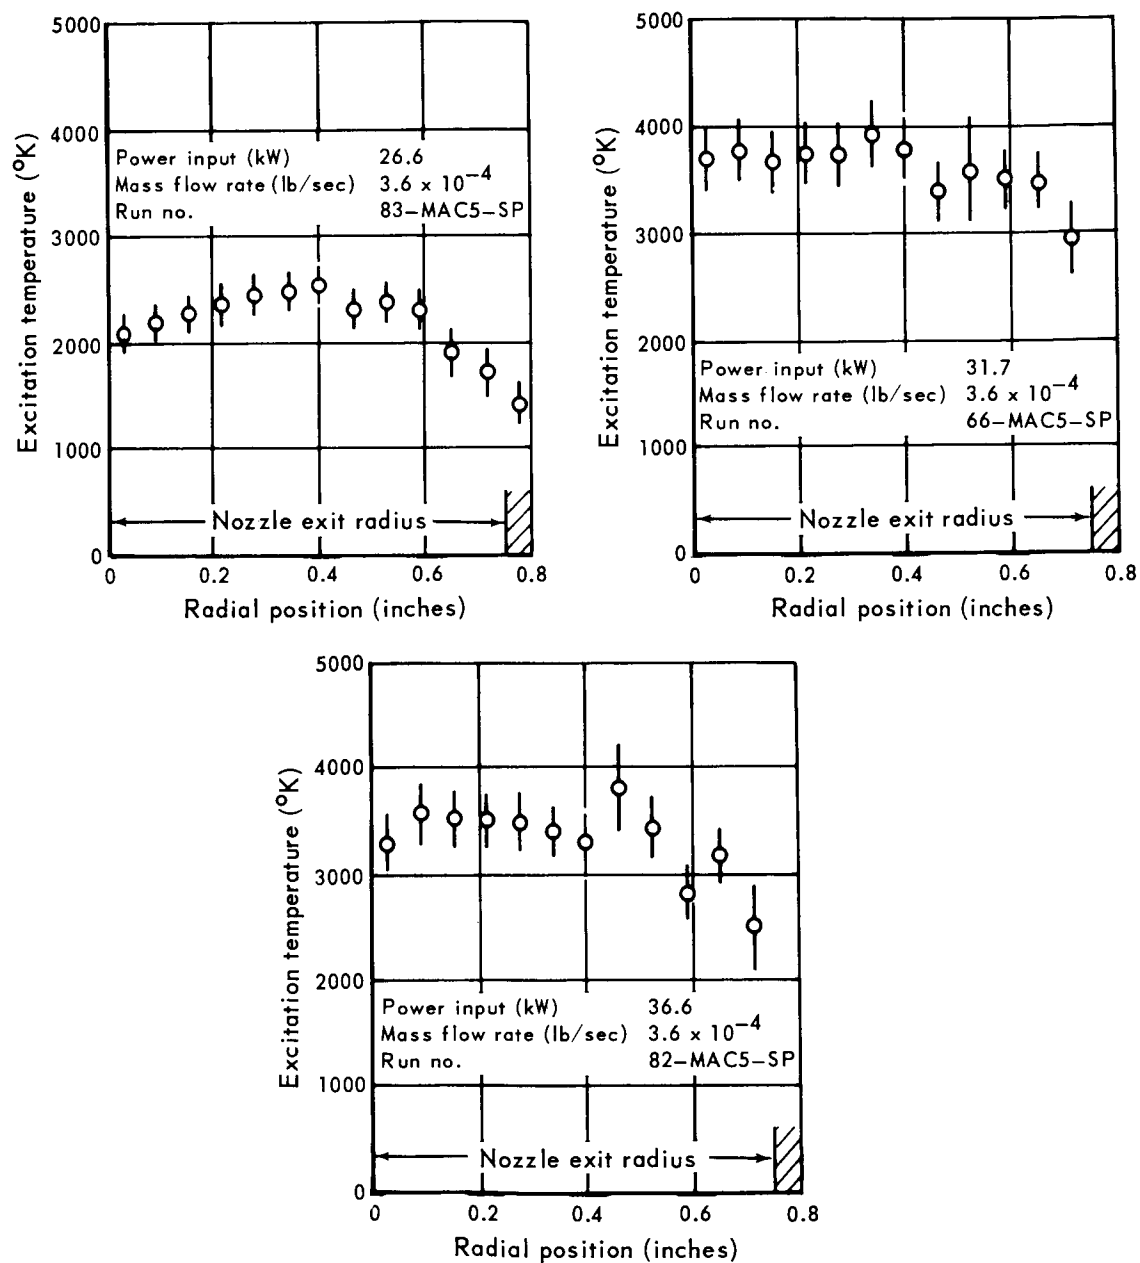 5000
4000
3000
2000
1000
0
Excitation temperature (°K)
Power input (kW) 26.6
Mass flow rate (lb/sec) 3.6 x 10⁻⁴
Run no. 83-MAC5-SP
Nozzle exit radius
0 0.2 0.4 0.6 0.8
Radial position (inches)
5000
4000
3000
2000
1000
0
Excitation temperature (°K)
Power input (kW) 31.7
Mass flow rate (lb/sec) 3.6 x 10⁻⁴
Run no. 66-MAC5-SP
Nozzle exit radius
0 0.2 0.4 0.6 0.8
Radial position (inches)
5000
4000
3000
2000
1000
0
Excitation temperature (°K)
Power input (kW) 36.6
Mass flow rate (lb/sec) 3.6 x 10⁻⁴
Run no. 82-MAC5-SP
Nozzle exit radius
0 0.2 0.4 0.6 0.8
Radial position (inches)